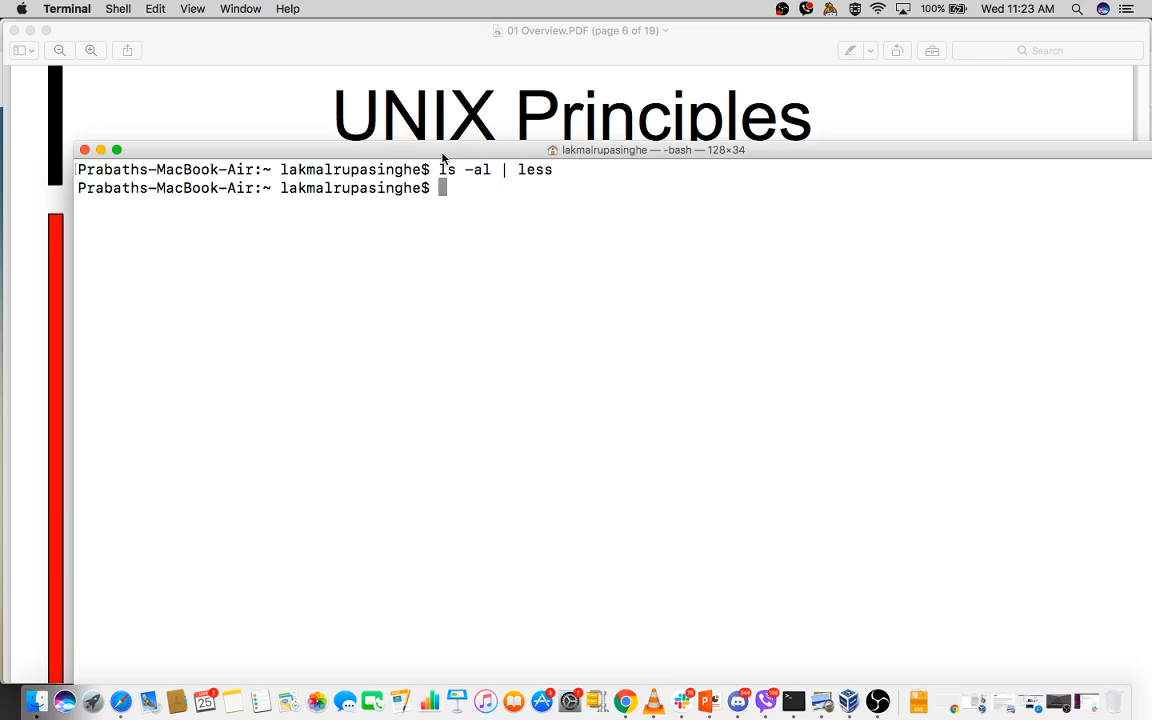 Terminal Shell Edit View Window Help 100% Wed 11:23 AM
01 Overview.PDF (page 6 of 19)
Search
UNIX Principles
lakmalrupasinghe — -bash — 128×34
Prabaths-MacBook-Air:~ lakmalrupasinghe$ ls -al | less
Prabaths-MacBook-Air:~ lakmalrupasinghe$